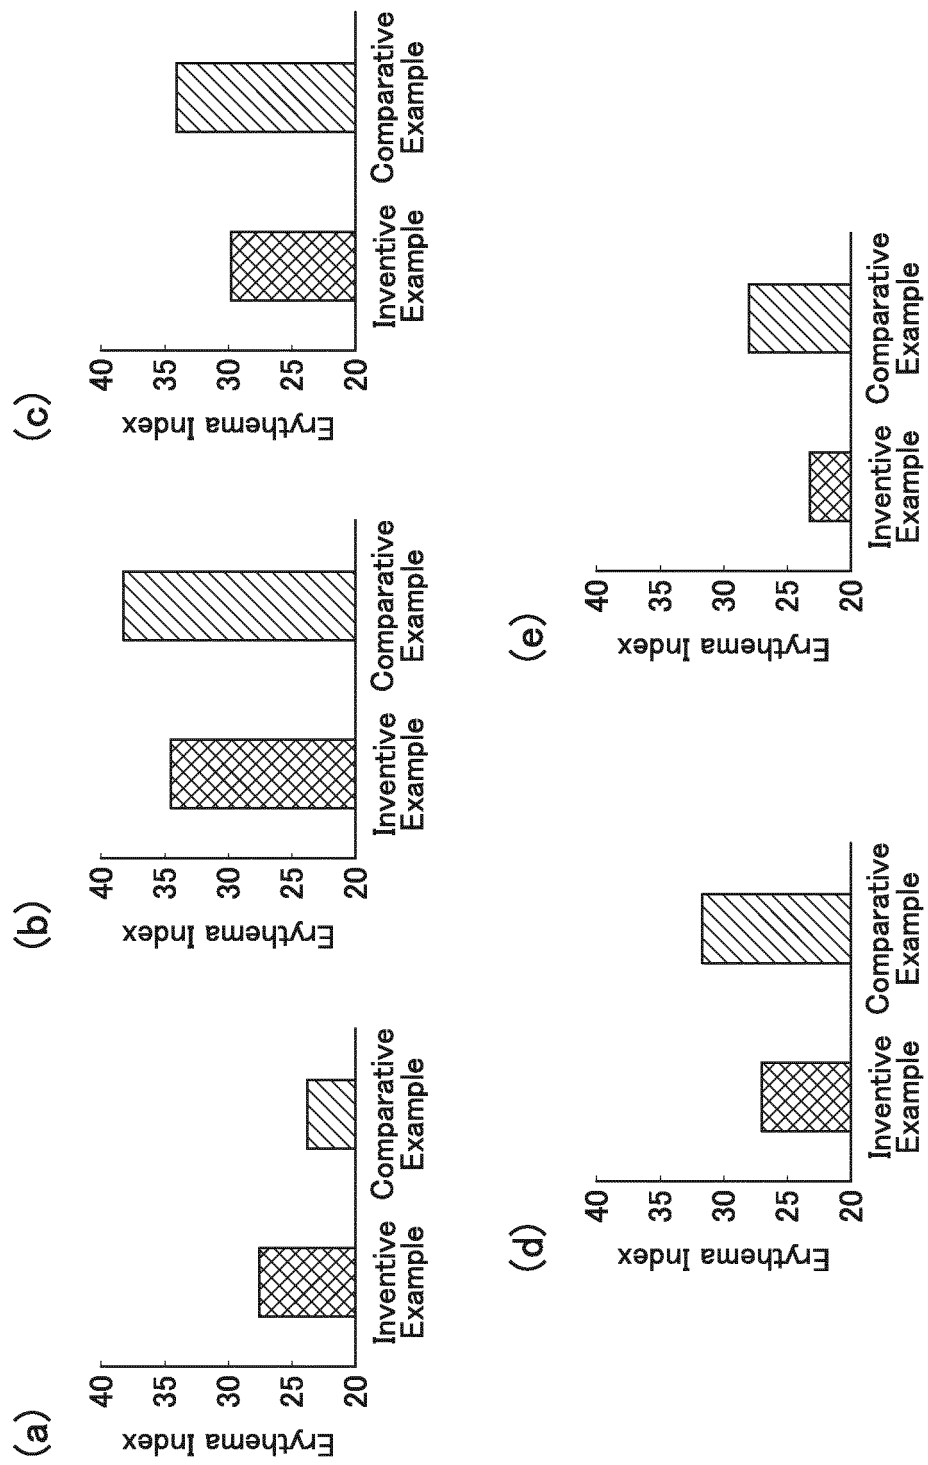 (a)
Erythema Index
40
35
30
25
20
Inventive
Example
Comparative
Example
(b)
Erythema Index
40
35
30
25
20
Inventive
Example
Comparative
Example
(c)
Erythema Index
40
35
30
25
20
Inventive
Example
Comparative
Example
(d)
Erythema Index
40
35
30
25
20
Inventive
Example
Comparative
Example
(e)
Erythema Index
40
35
30
25
20
Inventive
Example
Comparative
Example